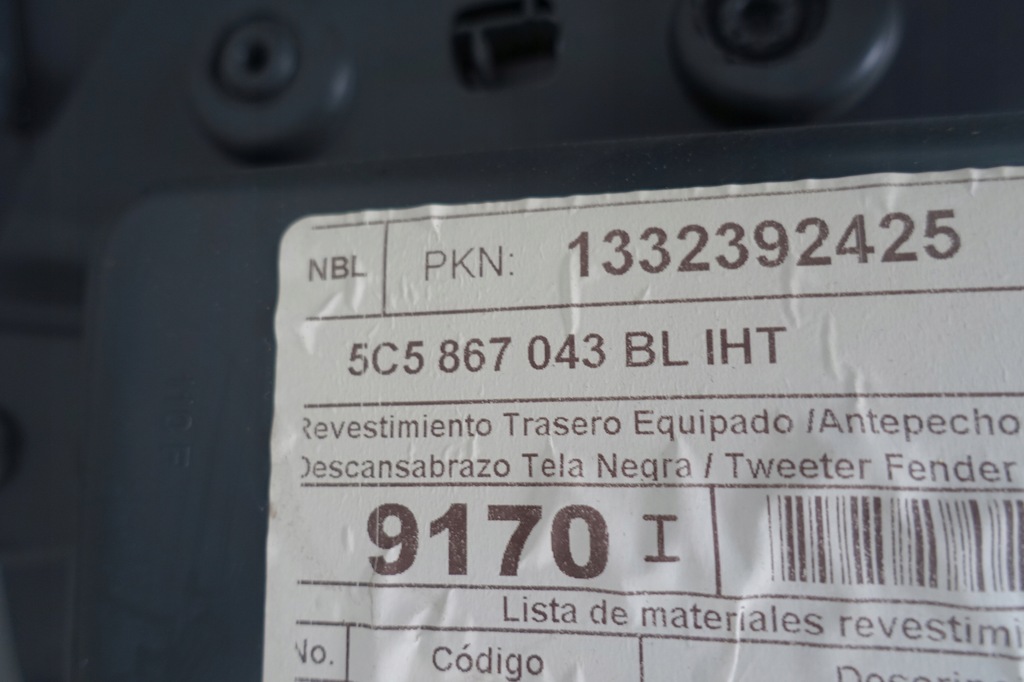 NBL PKN: 1332392425
5C5 867 043 BL IHT
Revestimiento Trasero Equipado /Antepecho
Descansabrazo Tela Negra / Tweeter Fender
9170 I
Lista de materiales revestimi
No. Código